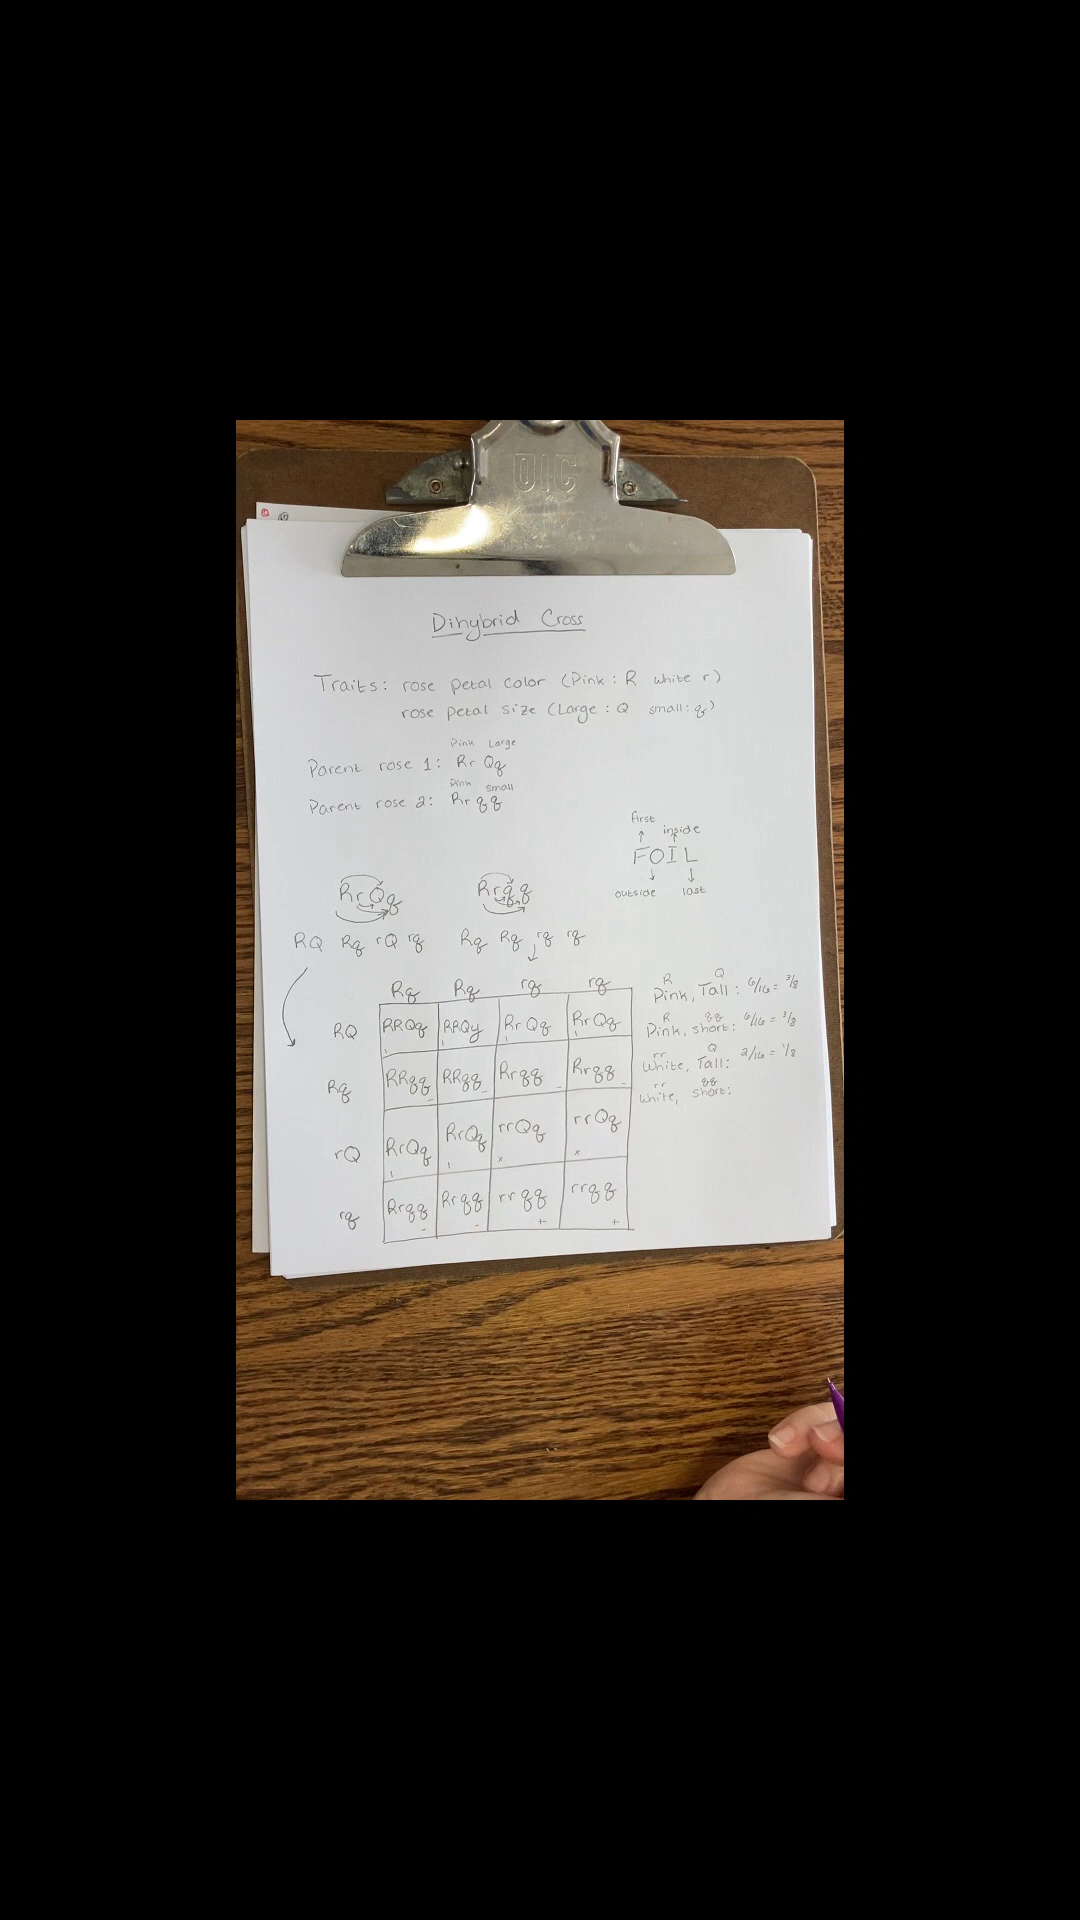 UIC
Dihybrid Cross
Traits: rose petal color (Pink: R white r)
rose petal size (Large: Q small: q)
Pink Large
Parent rose 1: Rr Qq
Pink small
Parent rose 2: Rr qq
first
inside
FOIL
outside last
RrQq Rrqq
RQ Rq rQ rq Rq Rq rq rq
Rq Rq rq rq
RQ RRQq RRQy RrQq RrQq
Rq RRqq RRqq Rrqq Rrqq
rQ RrQq RrQq rrQq rrQq
rq Rrqq Rrqq rrqq rrqq
R Q
Pink, Tall: 6/16 = 3/8
R qq
Pink, short: 6/16 = 3/8
rr Q
White, Tall: 2/16 = 1/8
rr qq
White, short: